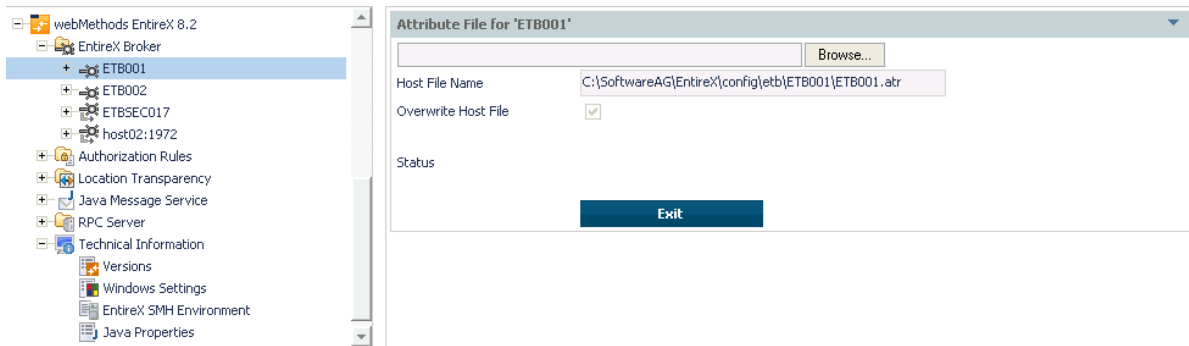 webMethods EntireX 8.2
EntireX Broker
ETB001
ETB002
ETBSEC017
host02:1972
Authorization Rules
Location Transparency
Java Message Service
RPC Server
Technical Information
Versions
Windows Settings
EntireX SMH Environment
Java Properties
Attribute File for 'ETB001'
Browse...
Host File Name
C:\SoftwareAG\EntireX\config\etb\ETB001\ETB001.atr
Overwrite Host File
Status
Exit